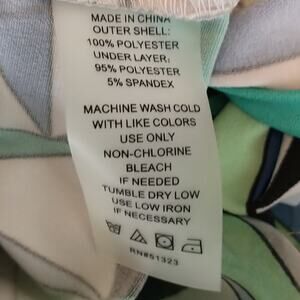 MADE IN CHINA
OUTER SHELL:
100% POLYESTER
UNDER LAYER:
95% POLYESTER
5% SPANDEX
MACHINE WASH COLD
WITH LIKE COLORS
USE ONLY
NON-CHLORINE
BLEACH
IF NEEDED
TUMBLE DRY LOW
USE LOW IRON
IF NECESSARY
RN#51323